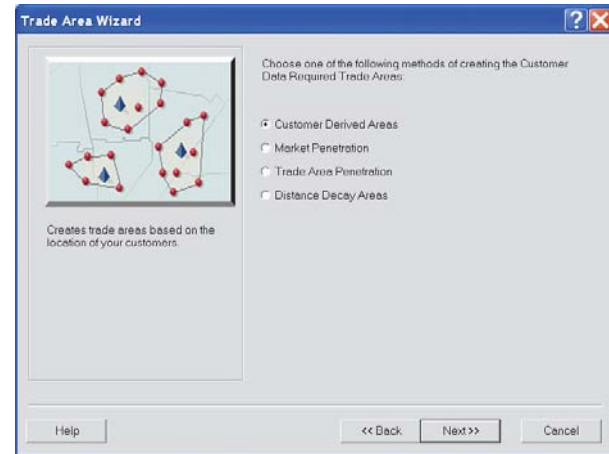 Trade Area Wizard
Choose one of the following methods of creating the Customer
Data Required Trade Areas:
Customer Derived Areas
Market Penetration
Trade Area Penetration
Distance Decay Areas
Creates trade areas based on the
location of your customers.
Help
<< Back
Next >>
Cancel